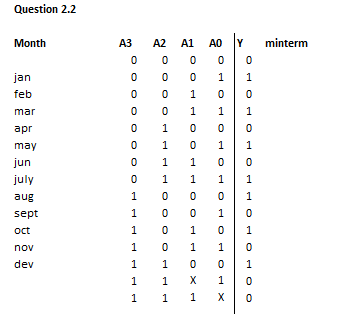 Question 2.2
Month A3 A2 A1 A0 Y minterm
0 0 0 0 0
jan 0 0 0 1 1
feb 0 0 1 0 0
mar 0 0 1 1 1
apr 0 1 0 0 0
may 0 1 0 1 1
jun 0 1 1 0 0
july 0 1 1 1 1
aug 1 0 0 0 1
sept 1 0 0 1 0
oct 1 0 1 0 1
nov 1 0 1 1 0
dev 1 1 0 0 1
1 1 X 1 0
1 1 1 X 0